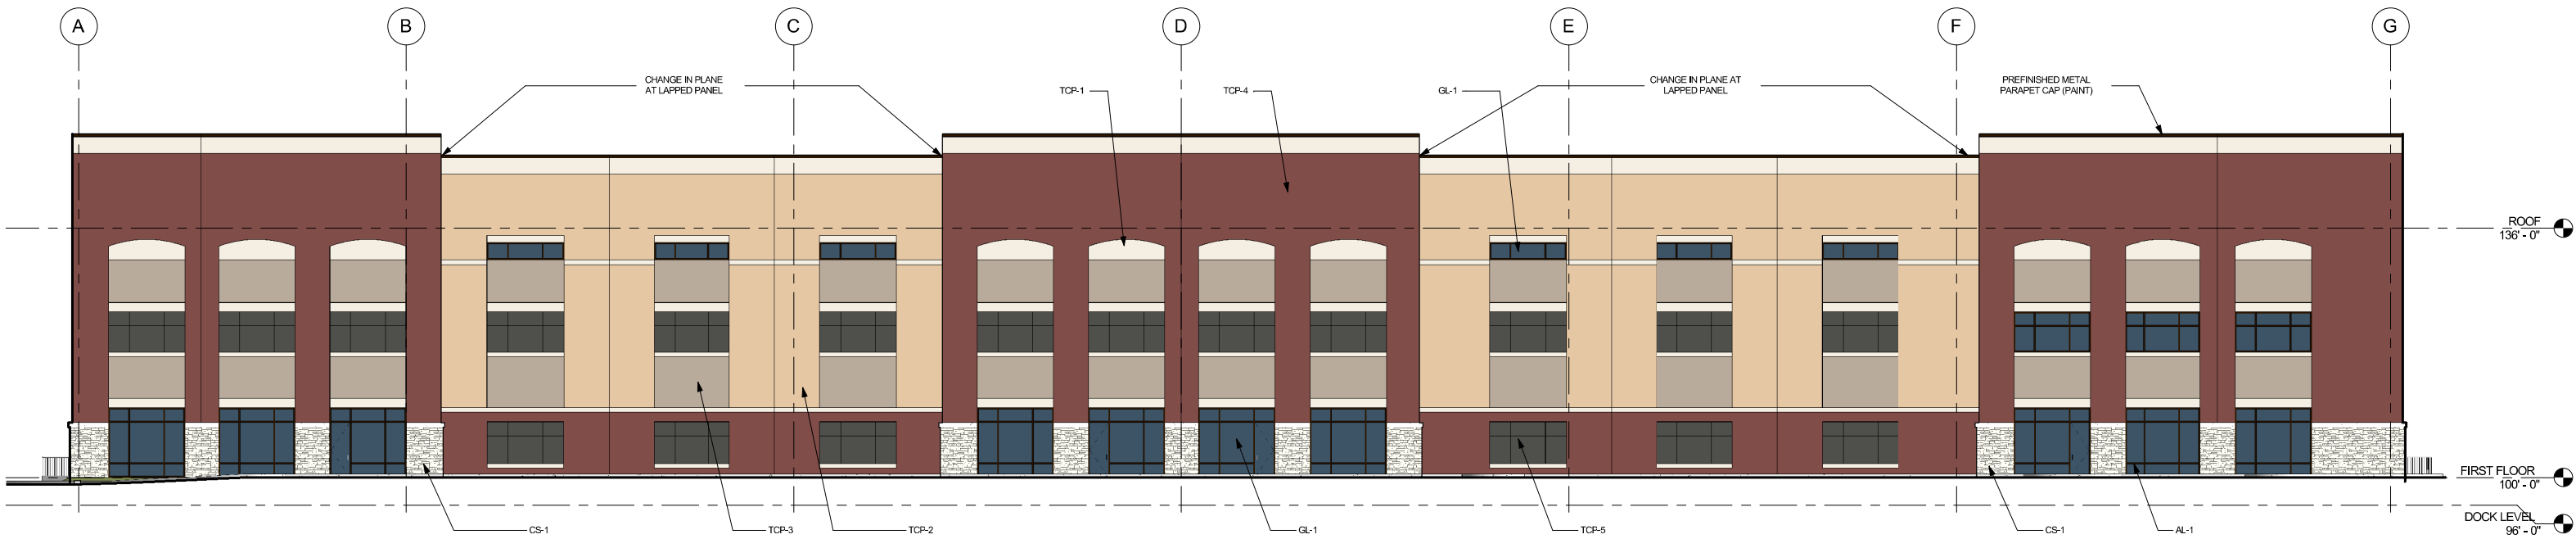 A
B
C
D
E
F
G
CHANGE IN PLANE
AT LAPPED PANEL
TCP-1
TCP-4
GL-1
CHANGE IN PLANE AT
LAPPED PANEL
PREFINISHED METAL
PARAPET CAP (PAINT)
ROOF
136' - 0"
FIRST FLOOR
100' - 0"
DOCK LEVEL
96' - 0"
CS-1
TCP-3
TCP-2
GL-1
TCP-5
CS-1
AL-1